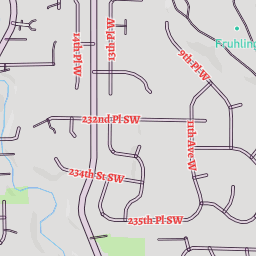 14th Pl W
13th Pl W
9th Pl W
Fruhling
232nd Pl SW
11th Ave W
234th St SW
235th Pl SW